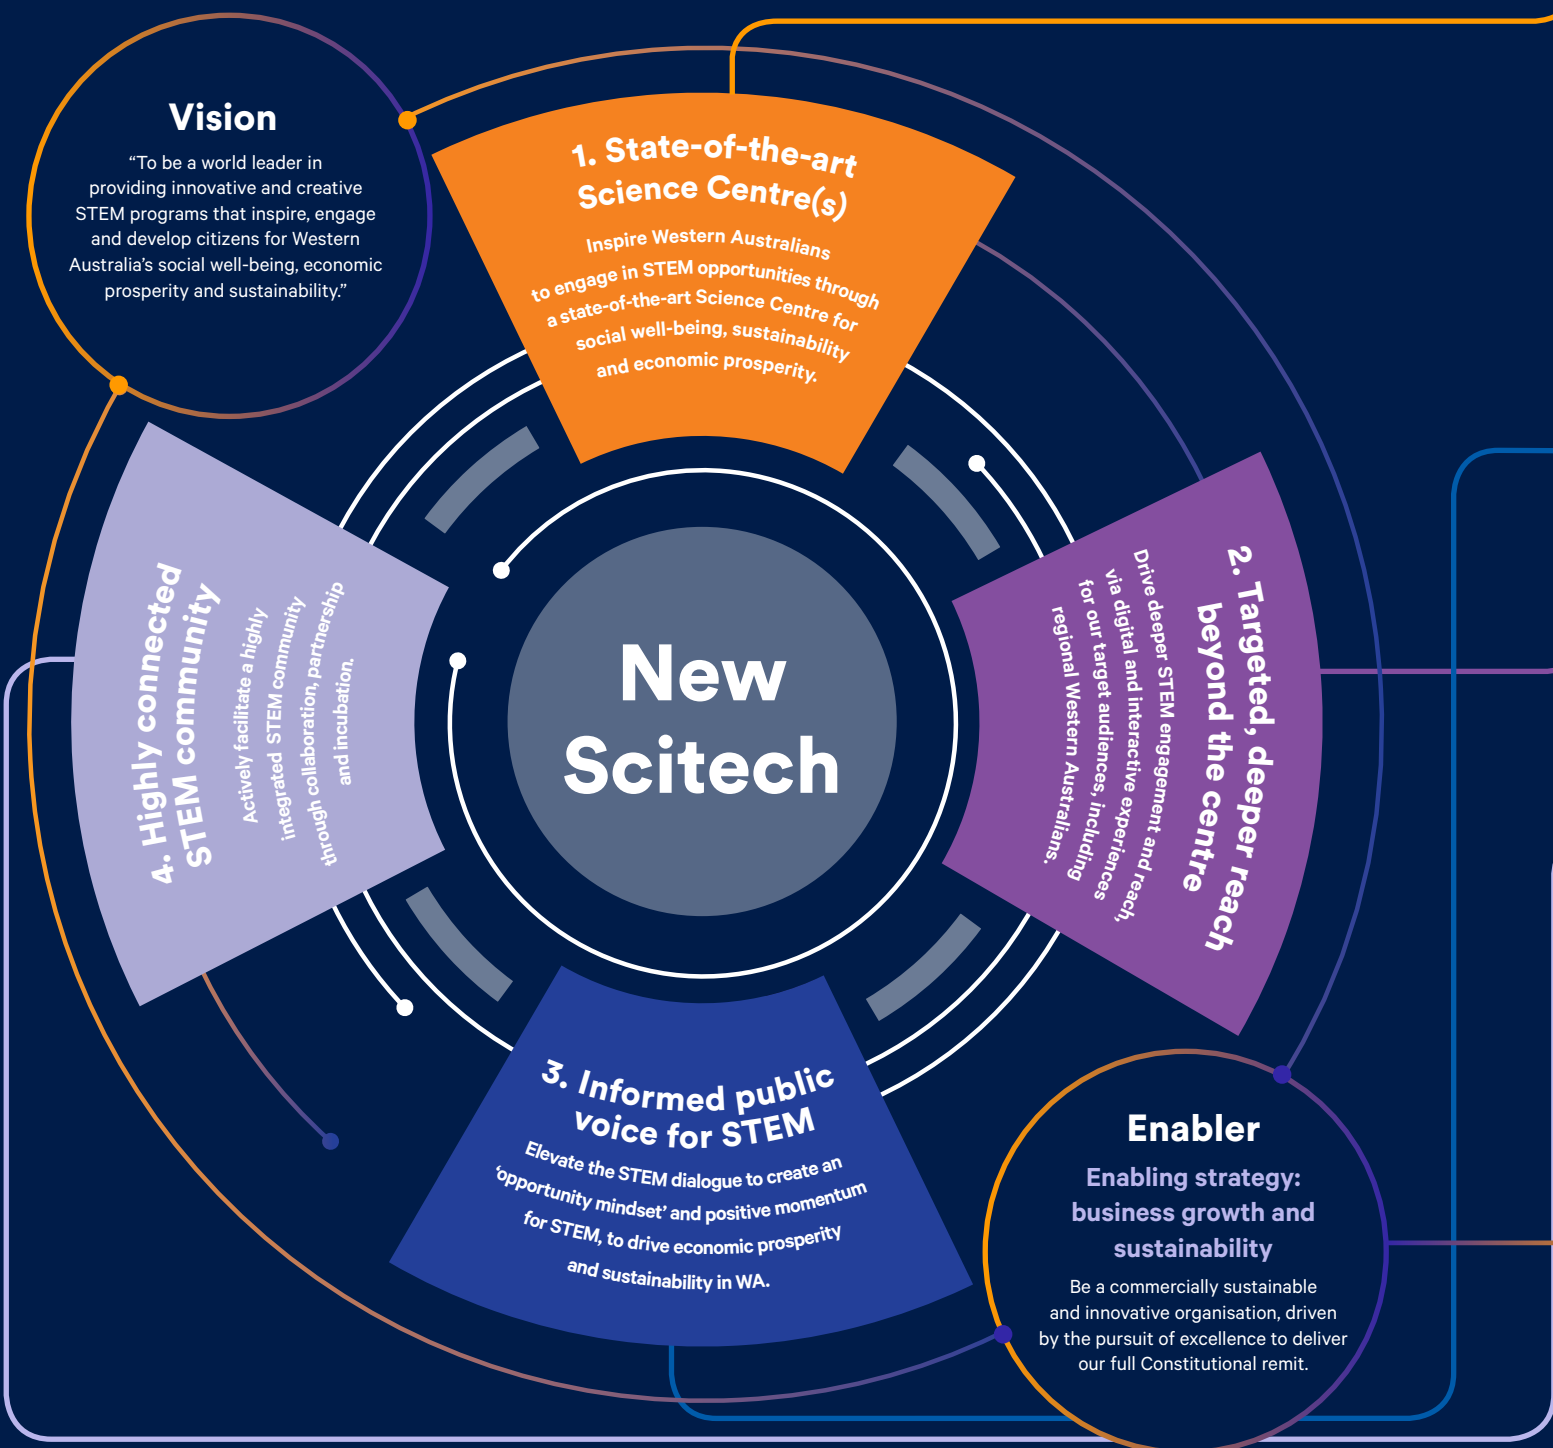 Vision
“To be a world leader in
providing innovative and creative
STEM programs that inspire, engage
and develop citizens for Western
Australia’s social well-being, economic
prosperity and sustainability.”
1. State-of-the-art
Science Centre(s)
Inspire Western Australians
to engage in STEM opportunities through
a state-of-the-art Science Centre for
social well-being, sustainability
and economic prosperity.
2. Targeted, deeper reach
beyond the centre
Drive deeper STEM engagement and reach,
via digital and interactive experiences
for our target audiences, including
regional Western Australians.
New
Scitech
3. Informed public
voice for STEM
Elevate the STEM dialogue to create an
‘opportunity mindset’ and positive momentum
for STEM, to drive economic prosperity
and sustainability in WA.
4. Highly connected
STEM community
Actively facilitate a highly
integrated STEM community
through collaboration, partnership
and incubation.
Enabler
Enabling strategy:
business growth and
sustainability
Be a commercially sustainable
and innovative organisation, driven
by the pursuit of excellence to deliver
our full Constitutional remit.